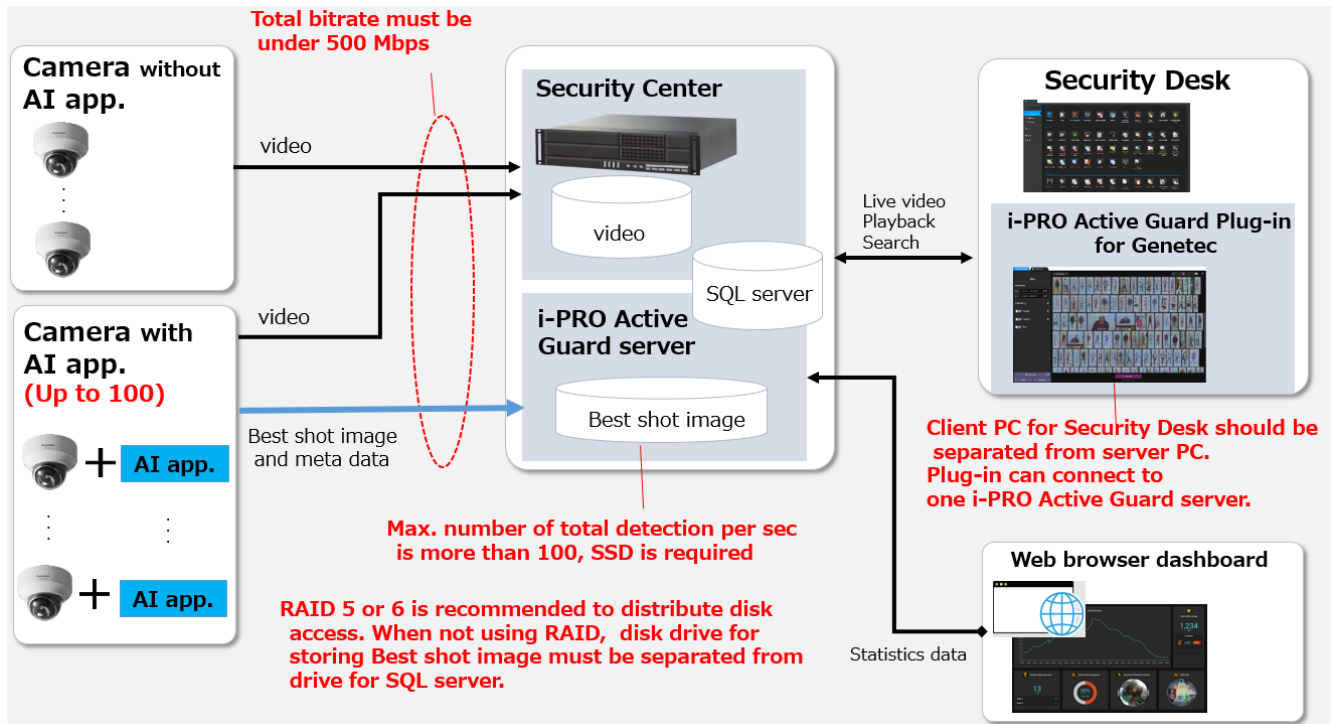 Total bitrate must be
under 500 Mbps
Camera without
AI app.
video
Camera with
AI app.
(Up to 100)
video
Best shot image
and meta data
AI app.
AI app.
Security Center
video
SQL server
i-PRO Active
Guard server
Best shot image
Live video
Playback
Search
Security Desk
i-PRO Active Guard Plug-in
for Genetec
Client PC for Security Desk should be
separated from server PC.
Plug-in can connect to
one i-PRO Active Guard server.
Max. number of total detection per sec
is more than 100, SSD is required
RAID 5 or 6 is recommended to distribute disk
access. When not using RAID, disk drive for
storing Best shot image must be separated from
drive for SQL server.
Statistics data
Web browser dashboard
1,234
13